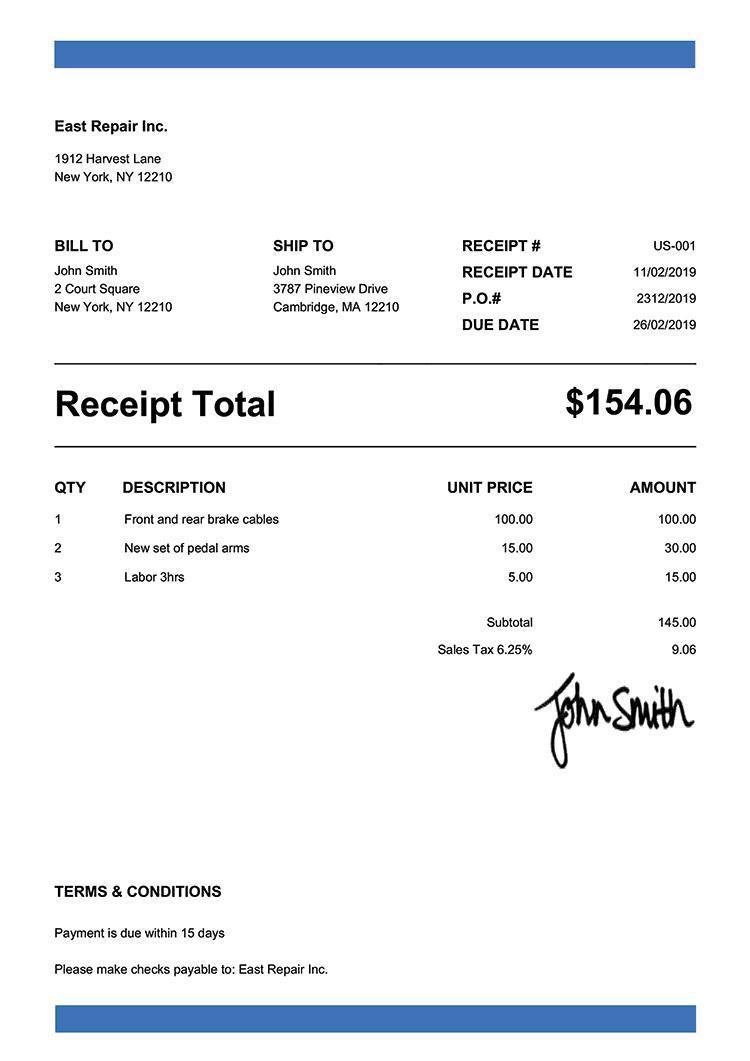 East Repair Inc.
1912 Harvest Lane
New York, NY 12210
BILL TO
John Smith
2 Court Square
New York, NY 12210
SHIP TO
John Smith
3787 Pineview Drive
Cambridge, MA 12210
RECEIPT # US-001
RECEIPT DATE 11/02/2019
P.O.# 2312/2019
DUE DATE 26/02/2019
Receipt Total $154.06
QTY DESCRIPTION UNIT PRICE AMOUNT
1 Front and rear brake cables 100.00 100.00
2 New set of pedal arms 15.00 30.00
3 Labor 3hrs 5.00 15.00
Subtotal 145.00
Sales Tax 6.25% 9.06
John Smith
TERMS & CONDITIONS
Payment is due within 15 days
Please make checks payable to: East Repair Inc.